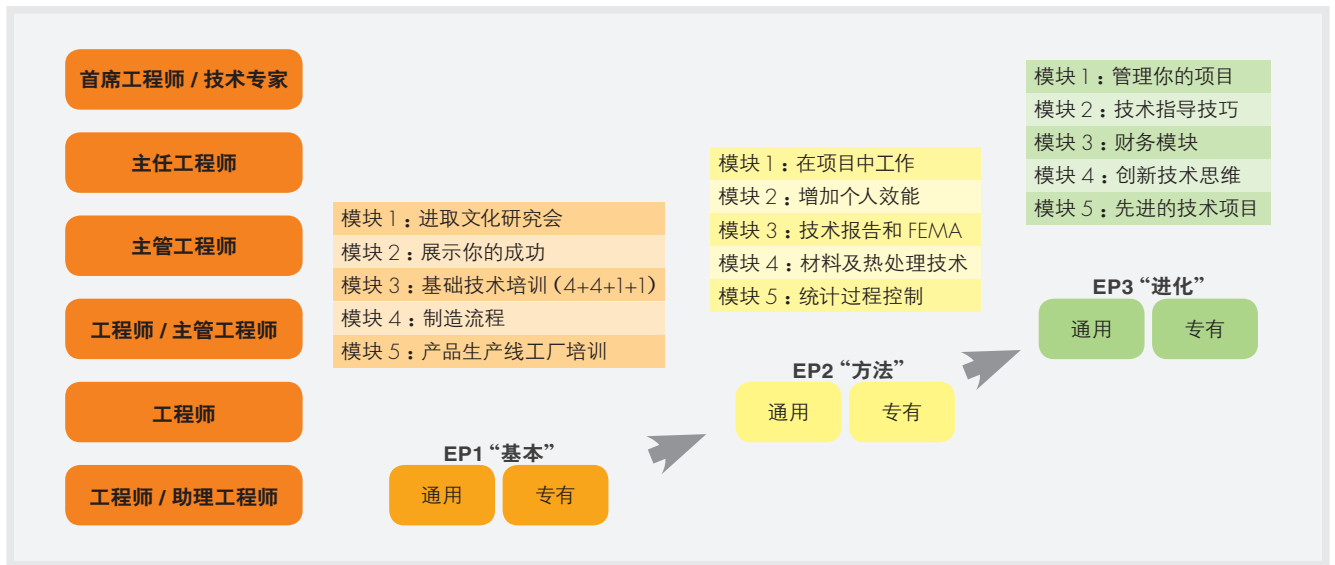 首席工程师 / 技术专家
主任工程师
主管工程师
工程师 / 主管工程师
工程师
工程师 / 助理工程师
模块 1：进取文化研究会
模块 2：展示你的成功
模块 3：基础技术培训（4+4+1+1）
模块 4：制造流程
模块 5：产品生产线工厂培训
EP1“基本”
通用
专有
模块 1：在项目中工作
模块 2：增加个人效能
模块 3：技术报告和 FEMA
模块 4：材料及热处理技术
模块 5：统计过程控制
EP2“方法”
通用
专有
模块 1：管理你的项目
模块 2：技术指导技巧
模块 3：财务模块
模块 4：创新技术思维
模块 5：先进的技术项目
EP3“进化”
通用
专有